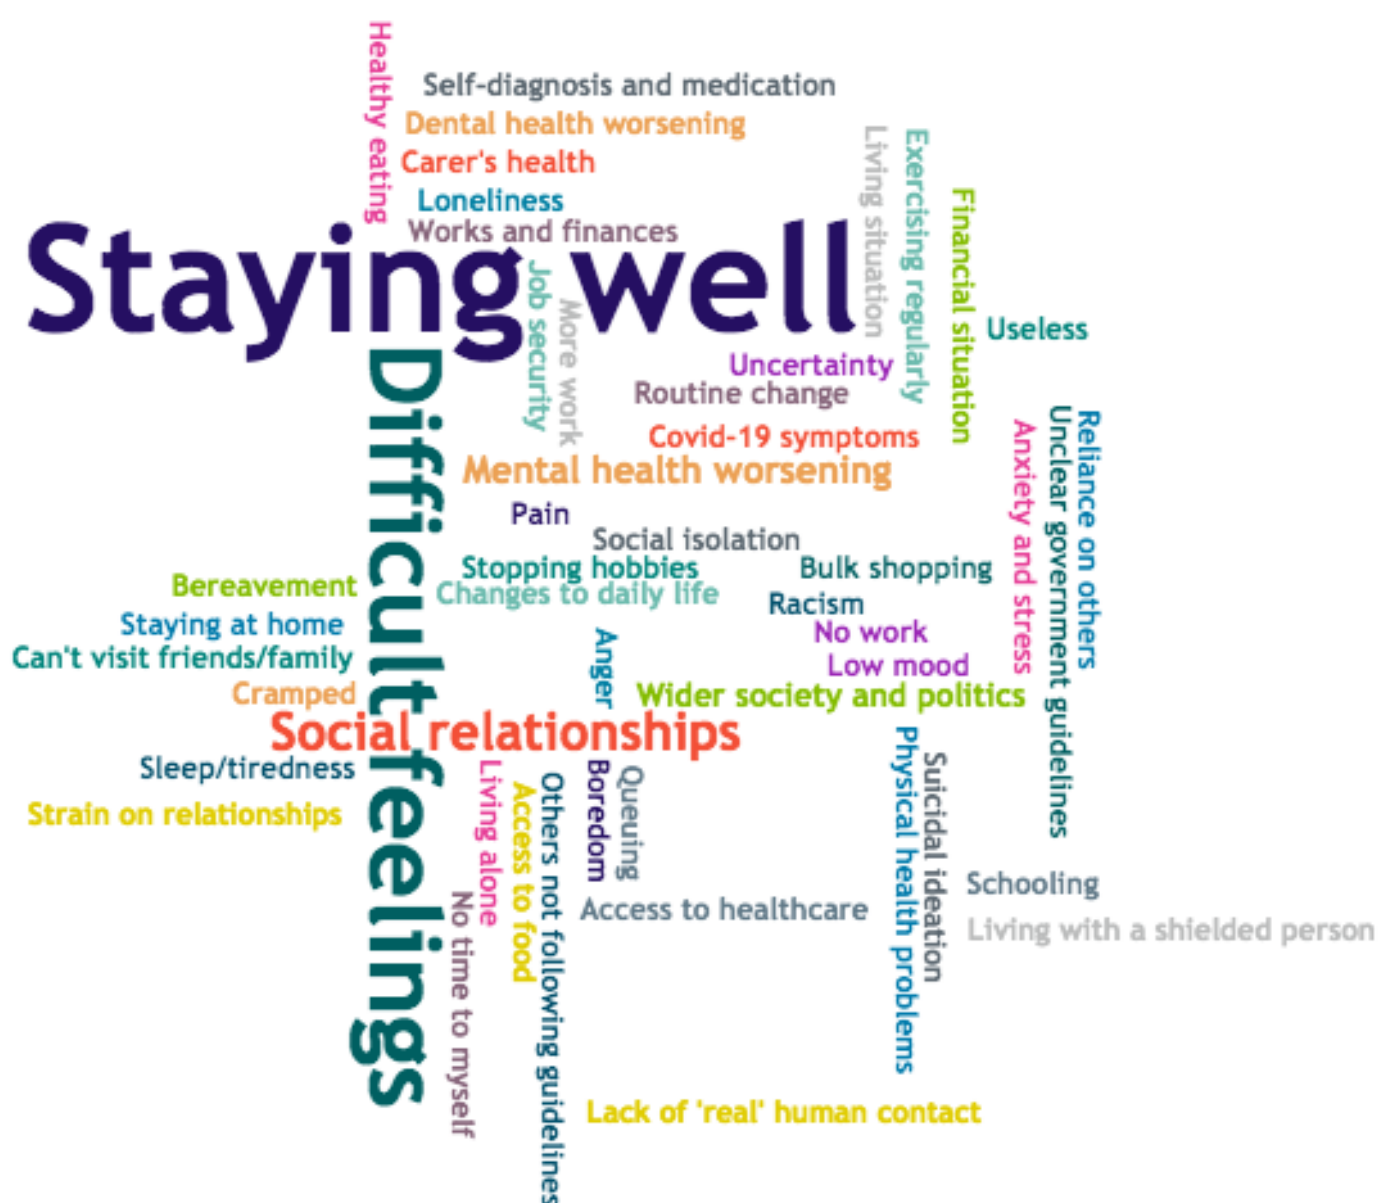 Healthy eating
Self-diagnosis and medication
Dental health worsening
Carer's health
Loneliness
Works and finances
Staying well
Living situation
Exercising regularly
Financial situation
Useless
Job security
More work
Uncertainty
Routine change
Covid-19 symptoms
Mental health worsening
Difficult feelings
Pain
Social isolation
Stopping hobbies
Bulk shopping
Changes to daily life
Racism
No work
Low mood
Anxiety and stress
Unclear government guidelines
Reliance on others
Bereavement
Staying at home
Can't visit friends/family
Cramped
Anger
Wider society and politics
Social relationships
Sleep/tiredness
Strain on relationships
Living alone
No time to myself
Access to food
Others not following guidelines
Boredom
Queuing
Access to healthcare
Physical health problems
Suicidal ideation
Schooling
Living with a shielded person
Lack of 'real' human contact